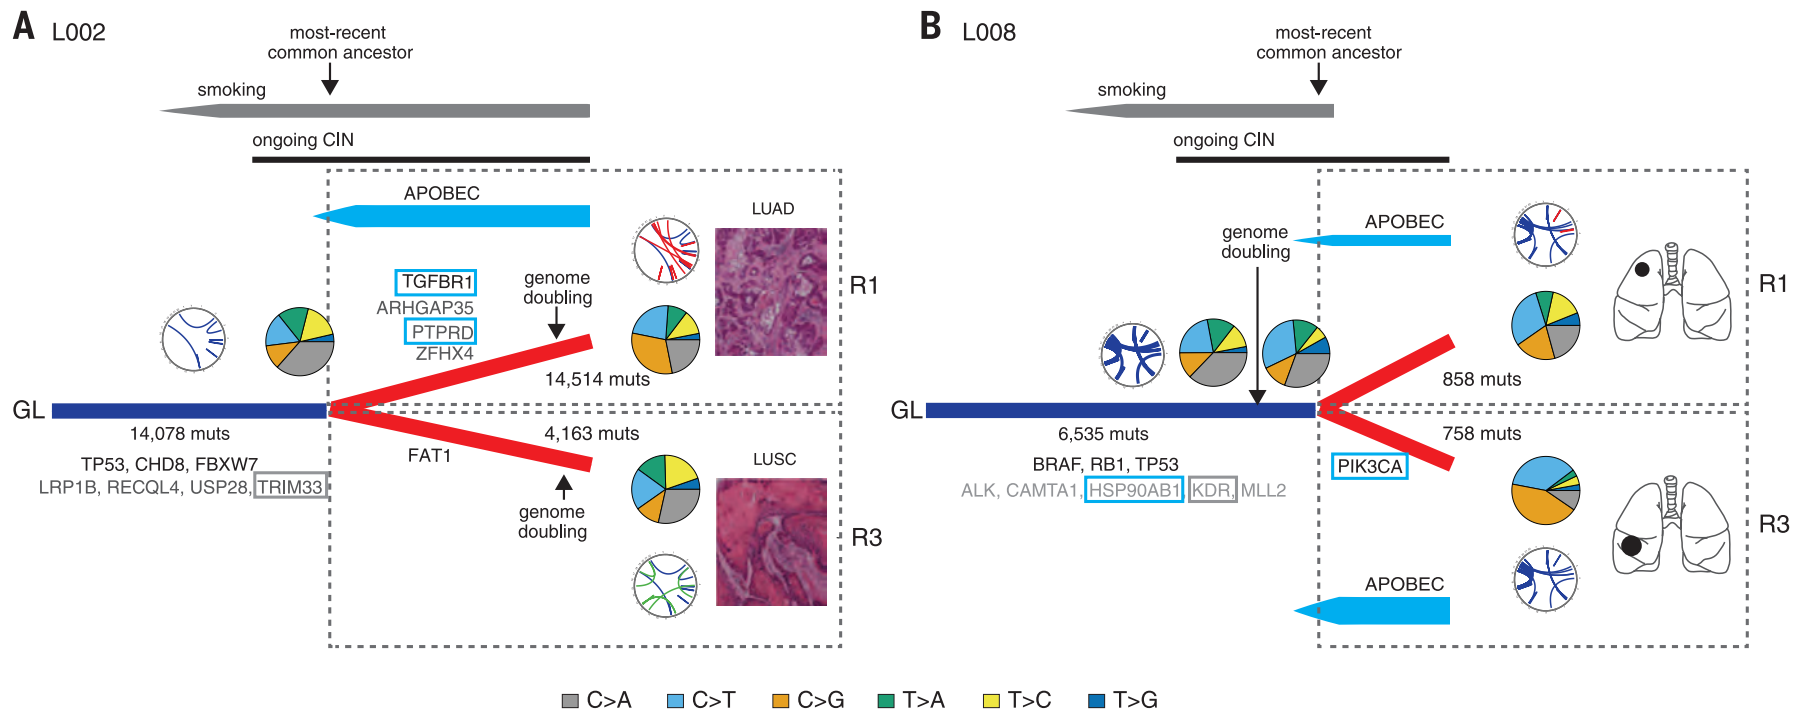 A L002
most-recent
common ancestor
smoking
ongoing CIN
APOBEC
LUAD
TGFBR1
ARHGAP35
PTPRD
ZFHX4
genome
doubling
R1
14,514 muts
GL
14,078 muts
4,163 muts
FAT1
TP53, CHD8, FBXW7
LRP1B, RECQL4, USP28, TRIM33
LUSC
genome
doubling
R3
B L008
most-recent
common ancestor
smoking
ongoing CIN
APOBEC
genome
doubling
R1
858 muts
GL
6,535 muts
758 muts
BRAF, RB1, TP53
PIK3CA
ALK, CAMTA1, HSP90AB1, KDR, MLL2
R3
APOBEC
C>A C>T C>G T>A T>C T>G